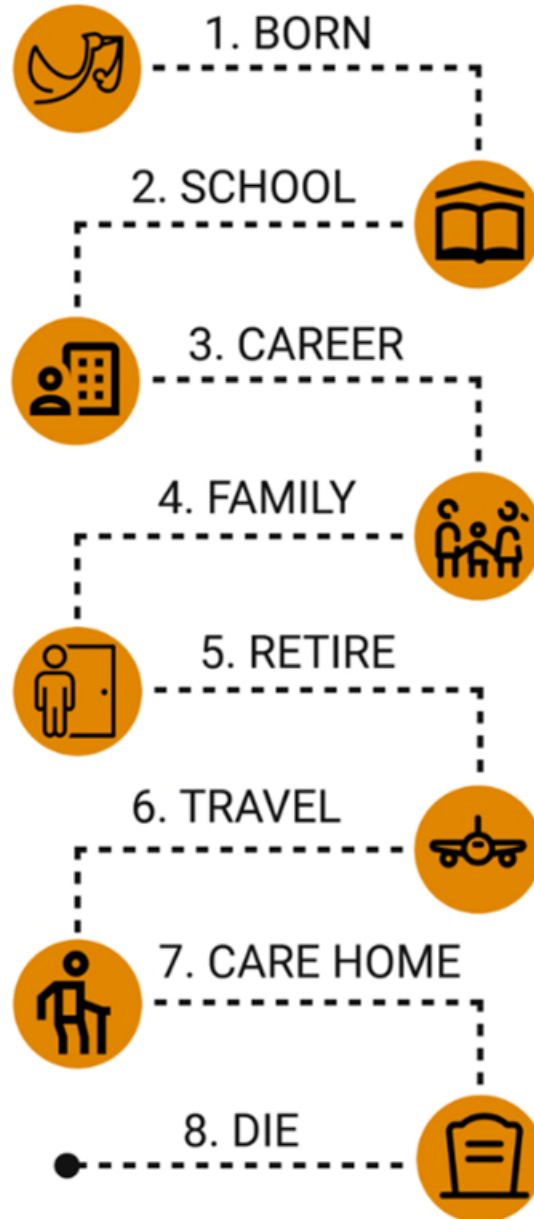 1. BORN
2. SCHOOL
3. CAREER
4. FAMILY
5. RETIRE
6. TRAVEL
7. CARE HOME
8. DIE